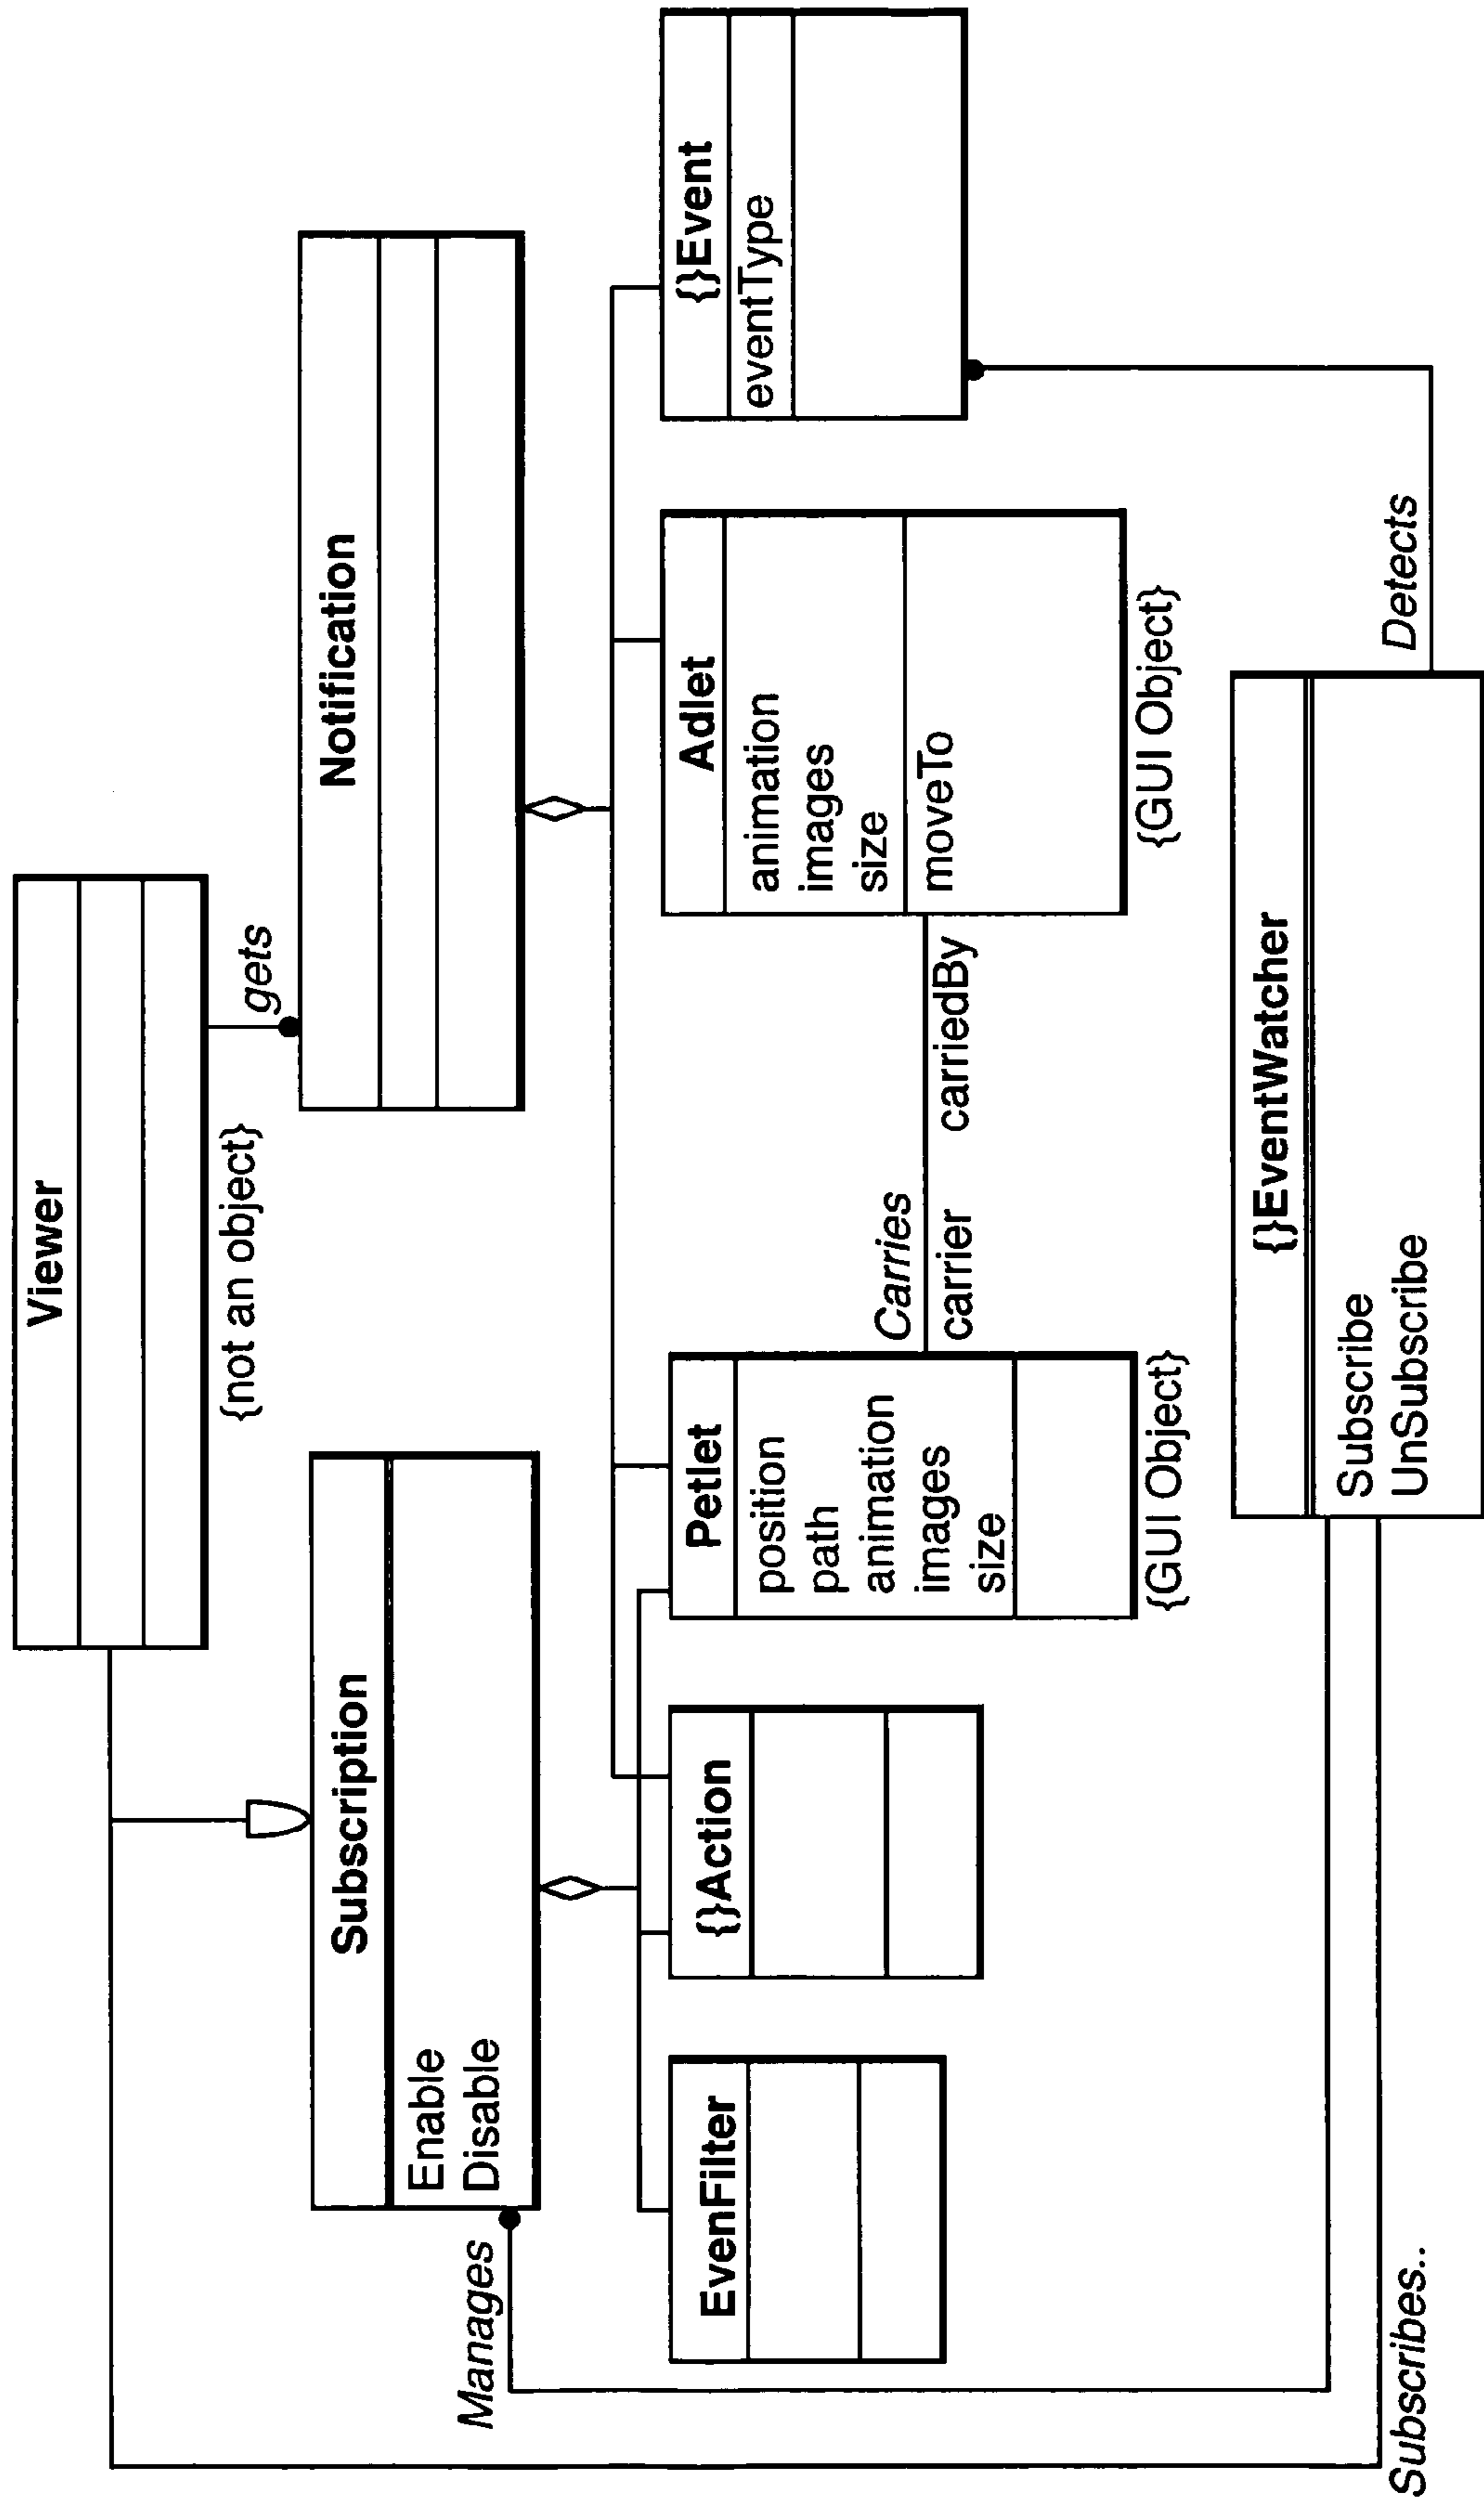 Viewer
{not an object}
gets
Subscription
Enable
Disable
Notification
Manages
EvenFilter
{}Action
Petlet
position
path
animation
images
size
{GUI Object}
Carries
carrier
carriedBy
Adlet
animation
images
size
moveTo
{GUI Object}
{}Event
eventType
{}EventWatcher
Subscribe
UnSubscribe
Detects
Subscribes..